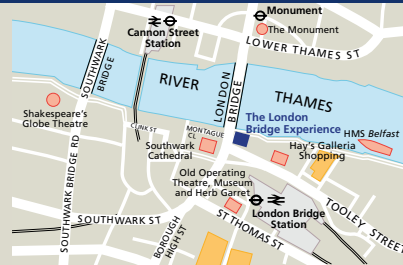 Monument
The Monument
Cannon Street
Station
LOWER THAMES ST
SOUTHWARK
BRIDGE
RIVER
THAMES
LONDON
BRIDGE
Shakespeare's
Globe Theatre
The London
Bridge Experience
HMS Belfast
CLINK ST
MONTAGUE
CL
Southwark
Cathedral
Hay's Galleria
Shopping
Old Operating
Theatre, Museum
and Herb Garret
SOUTHWARK BRIDGE RD
SOUTHWARK ST
BOROUGH
HIGH ST
ST THOMAS ST
London Bridge
Station
TOOLEY STREET